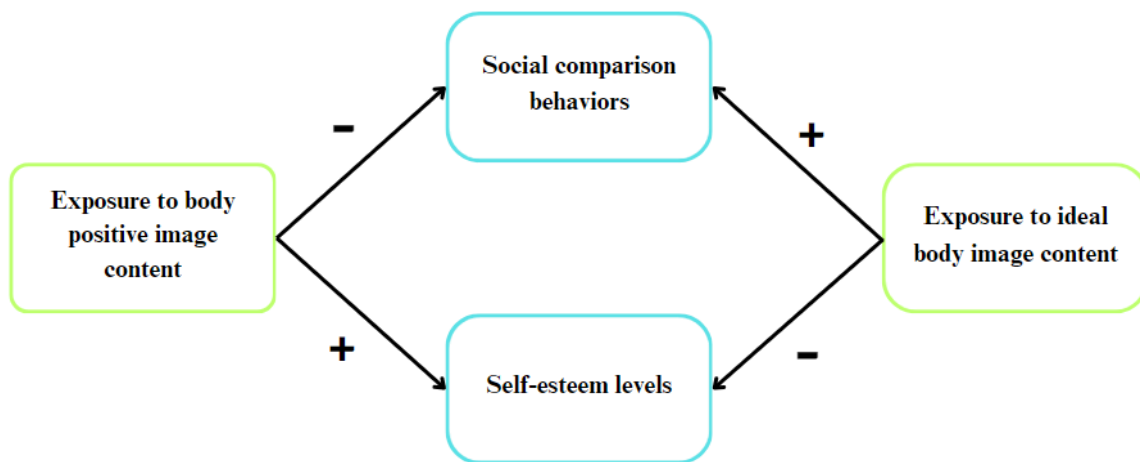 Social comparison
behaviors
-
+
Exposure to body
positive image
content
Exposure to ideal
body image content
+
-
Self-esteem levels